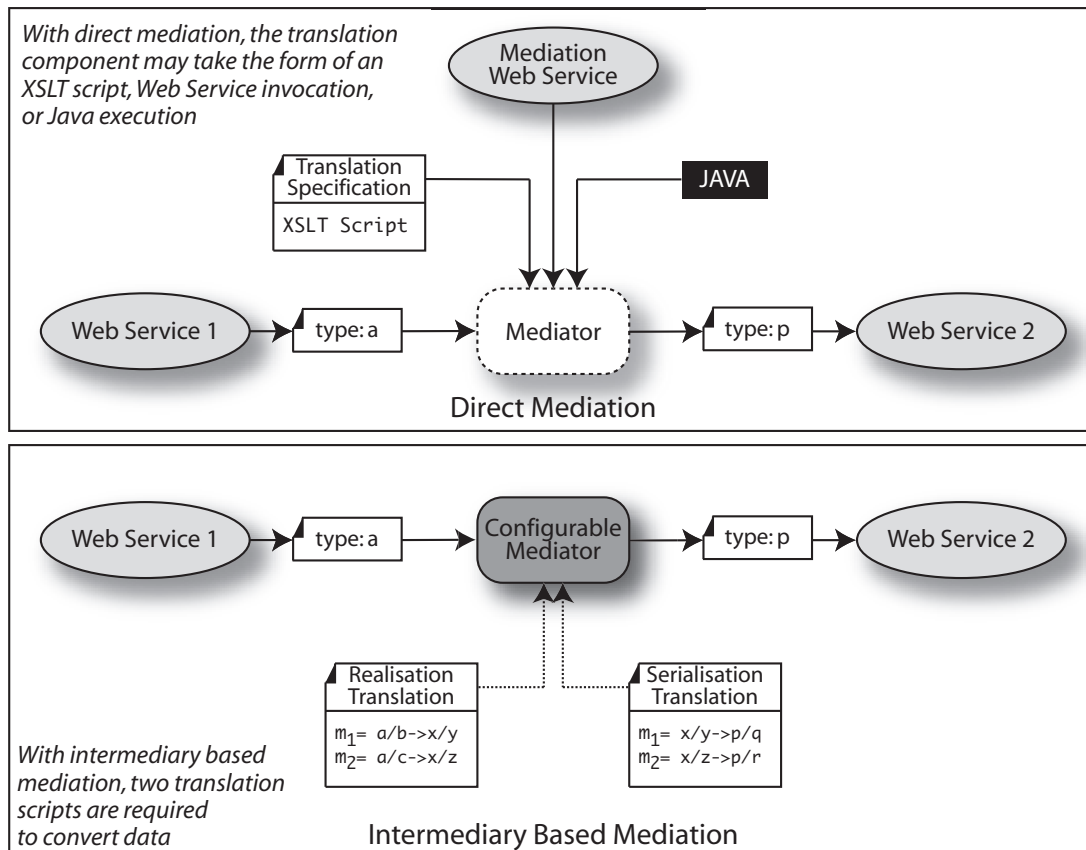 With direct mediation, the translation
component may take the form of an
XSLT script, Web Service invocation,
or Java execution
Mediation
Web Service
Translation
Specification
XSLT Script
JAVA
Web Service 1
type: a
Mediator
type: p
Web Service 2
Direct Mediation
Web Service 1
type: a
Configurable
Mediator
type: p
Web Service 2
Realisation
Translation
m1= a/b->x/y
m2= a/c->x/z
Serialisation
Translation
m1= x/y->p/q
m2= x/z->p/r
With intermediary based
mediation, two translation
scripts are required
to convert data
Intermediary Based Mediation